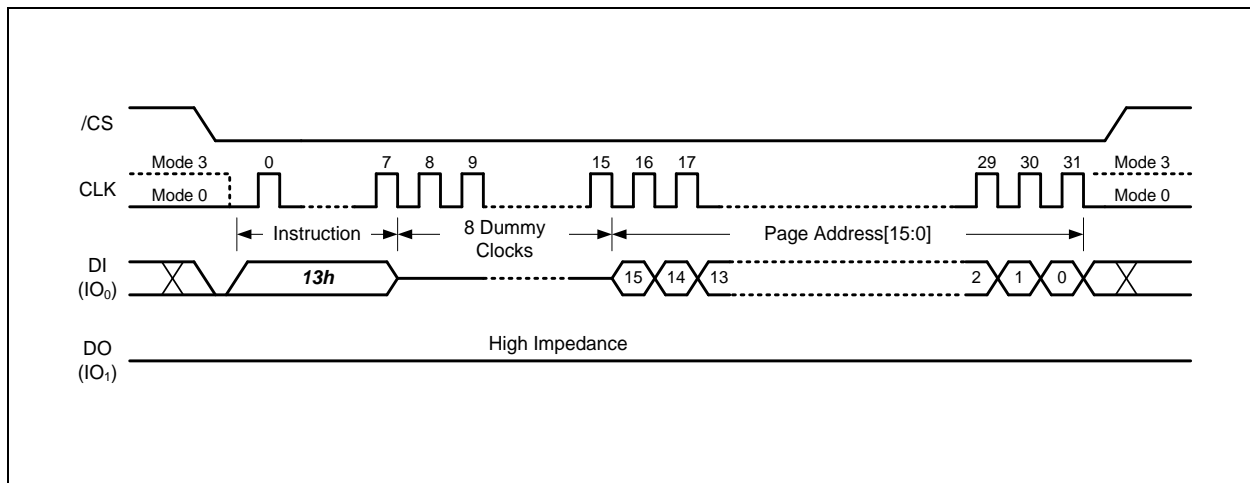 /CS
Mode 3 0 7 8 9 15 16 17 29 30 31 Mode 3
CLK
Mode 0 Mode 0
Instruction 8 Dummy Clocks Page Address[15:0]
DI
(IO₀)
13h 15 14 13 2 1 0
DO
(IO₁)
High Impedance